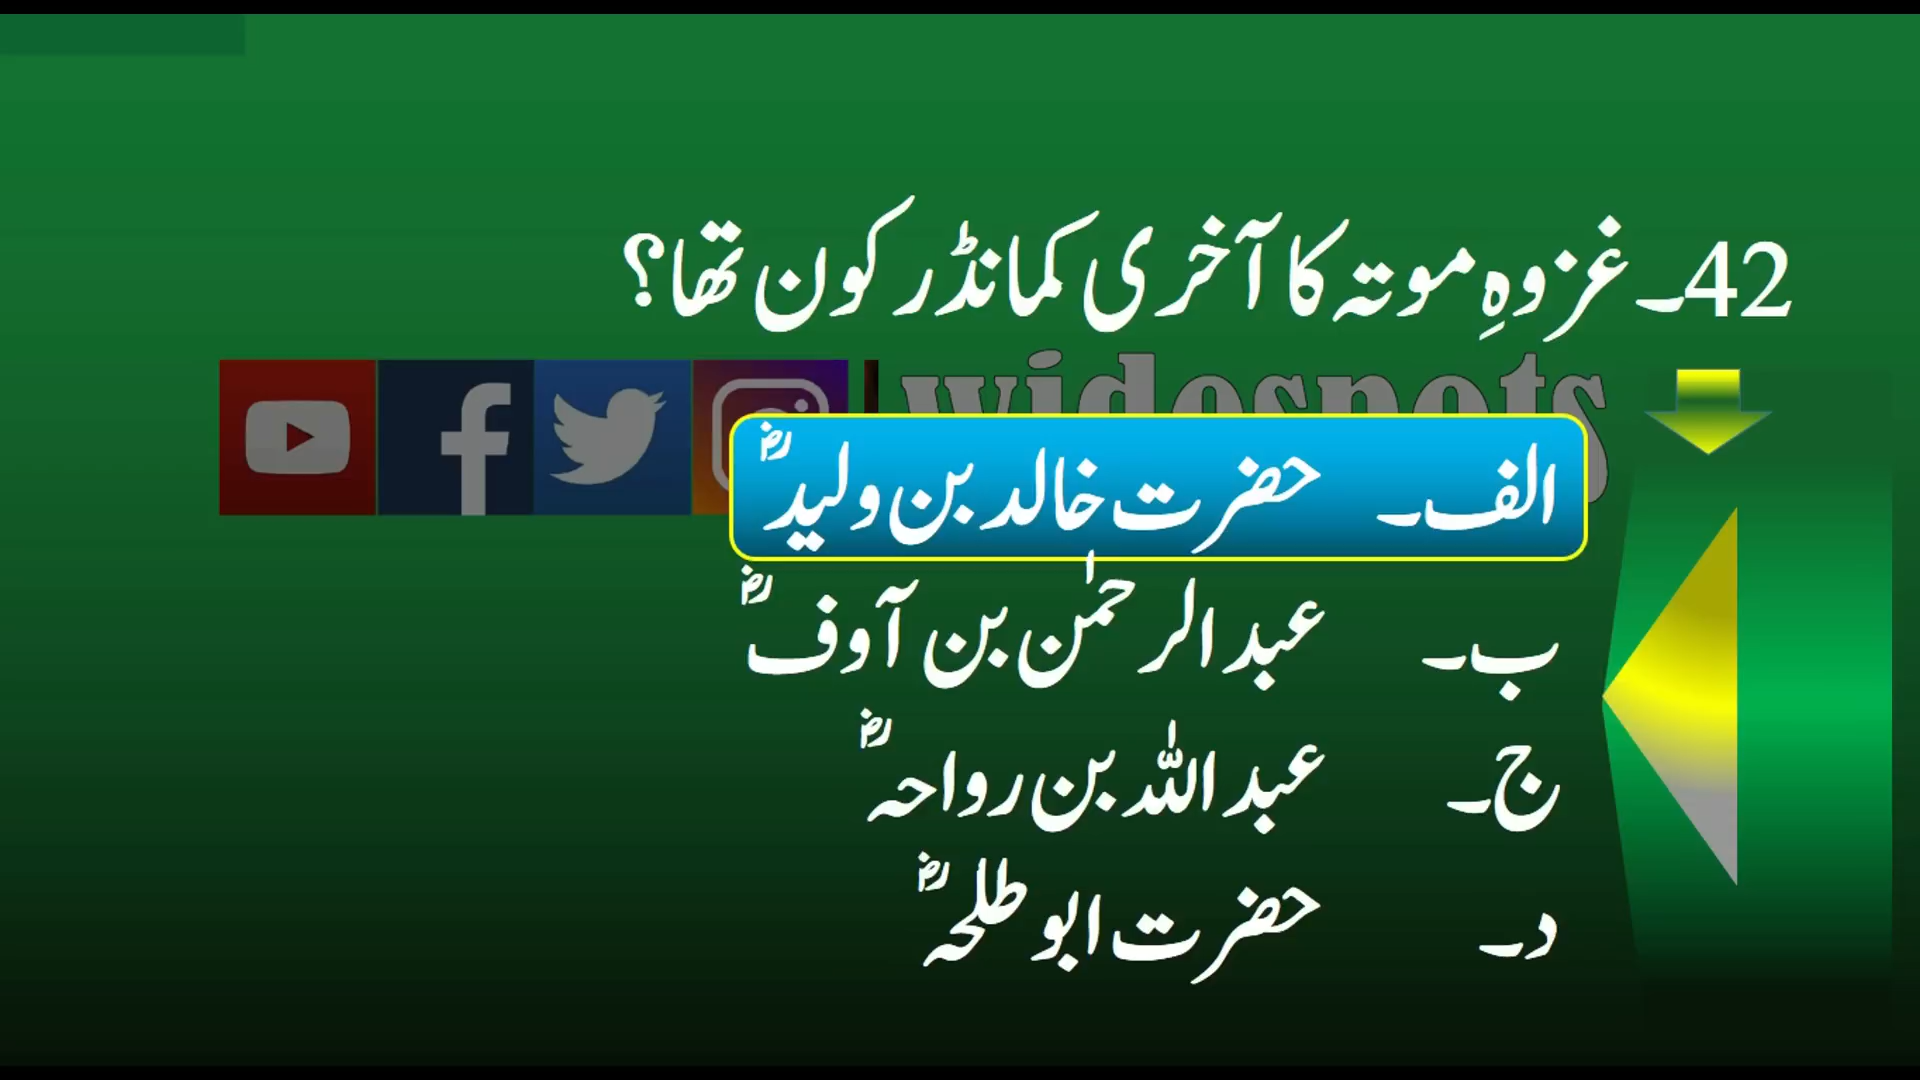 42۔ غزوہِ موتہ کا آخری کمانڈر کون تھا؟
widespots
الف۔ حضرت خالد بن ولیدؓ
ب۔ عبدالرحمٰن بن آوفؓ
ج۔ عبداللہ بن رواحہؓ
د۔ حضرت ابو طلحہؓ